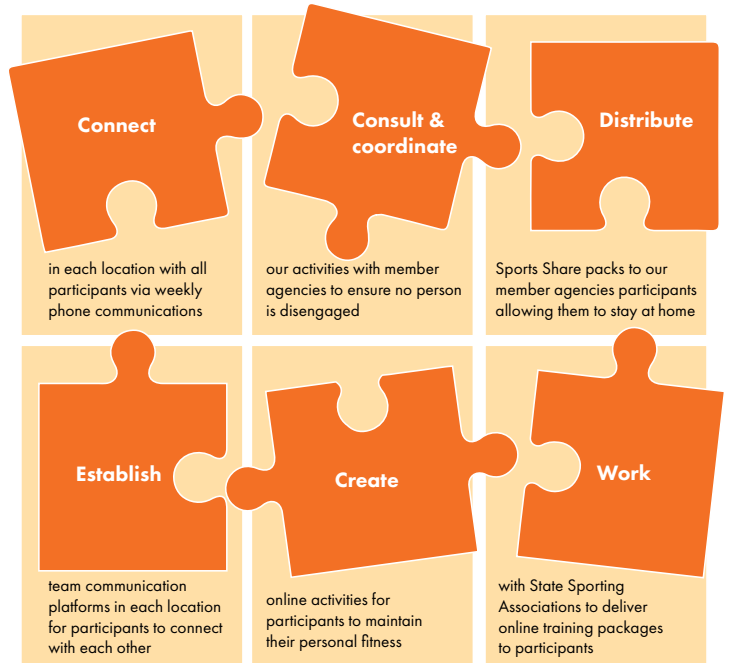 Connect
in each location with all
participants via weekly
phone communications
Consult &
coordinate
our activities with member
agencies to ensure no person
is disengaged
Distribute
Sports Share packs to our
member agencies participants
allowing them to stay at home
Establish
team communication
platforms in each location
for participants to connect
with each other
Create
online activities for
participants to maintain
their personal fitness
Work
with State Sporting
Associations to deliver
online training packages
to participants